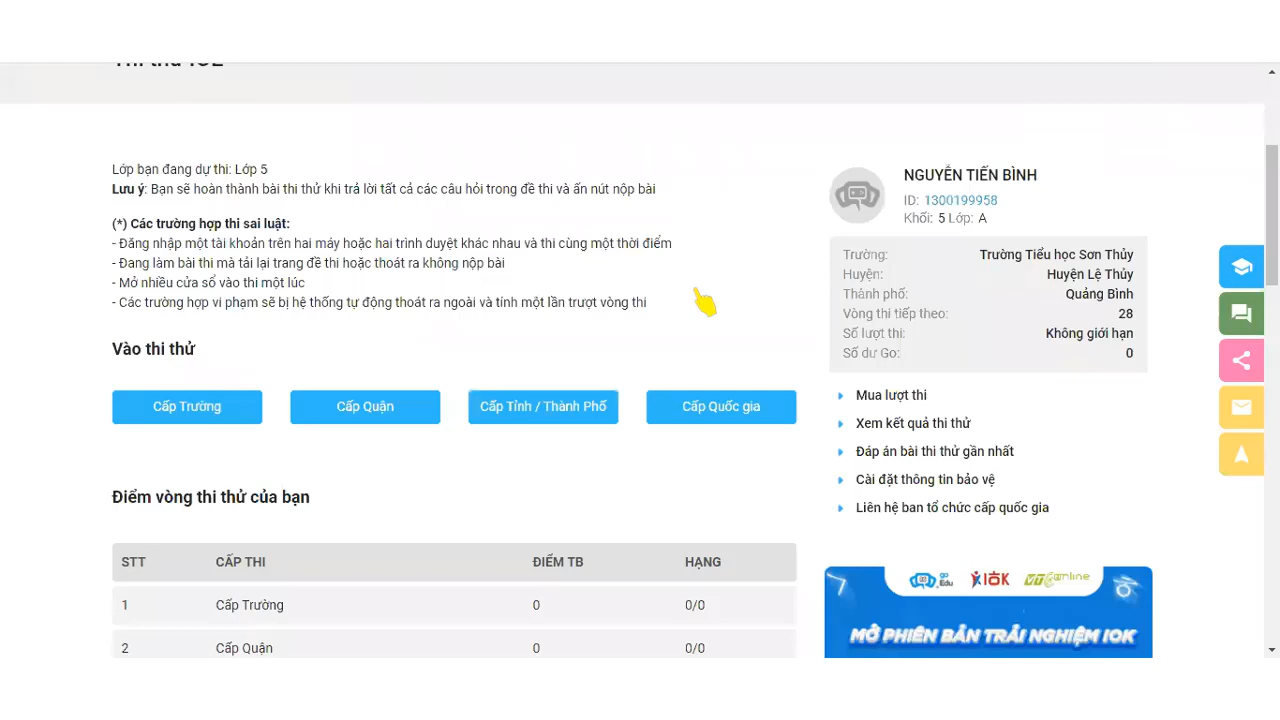 Thi thử IOE
Lớp bạn đang dự thi: Lớp 5
Lưu ý: Bạn sẽ hoàn thành bài thi thử khi trả lời tất cả các câu hỏi trong đề thi và ấn nút nộp bài
(*) Các trường hợp thi sai luật:
- Đăng nhập một tài khoản trên hai máy hoặc hai trình duyệt khác nhau và thi cùng một thời điểm
- Đang làm bài thi mà tải lại trang đề thi hoặc thoát ra không nộp bài
- Mở nhiều cửa sổ vào thi một lúc
- Các trường hợp vi phạm sẽ bị hệ thống tự động thoát ra ngoài và tính một lần trượt vòng thi
Vào thi thử
Cấp Trường
Cấp Quận
Cấp Tỉnh / Thành Phố
Cấp Quốc gia
Điểm vòng thi thử của bạn
STT CẤP THI ĐIỂM TB HẠNG
1 Cấp Trường 0 0/0
2 Cấp Quận 0 0/0
NGUYỄN TIẾN BÌNH
ID: 1300199958
Khối: 5 Lớp: A
Trường: Trường Tiểu học Sơn Thủy
Huyện: Huyện Lệ Thủy
Thành phố: Quảng Bình
Vòng thi tiếp theo: 28
Số lượt thi: Không giới hạn
Số dư Go: 0
Mua lượt thi
Xem kết quả thi thử
Đáp án bài thi thử gần nhất
Cài đặt thông tin bảo vệ
Liên hệ ban tổ chức cấp quốc gia
go Edu IOK VTC online
MỞ PHIÊN BẢN TRẢI NGHIỆM IOK